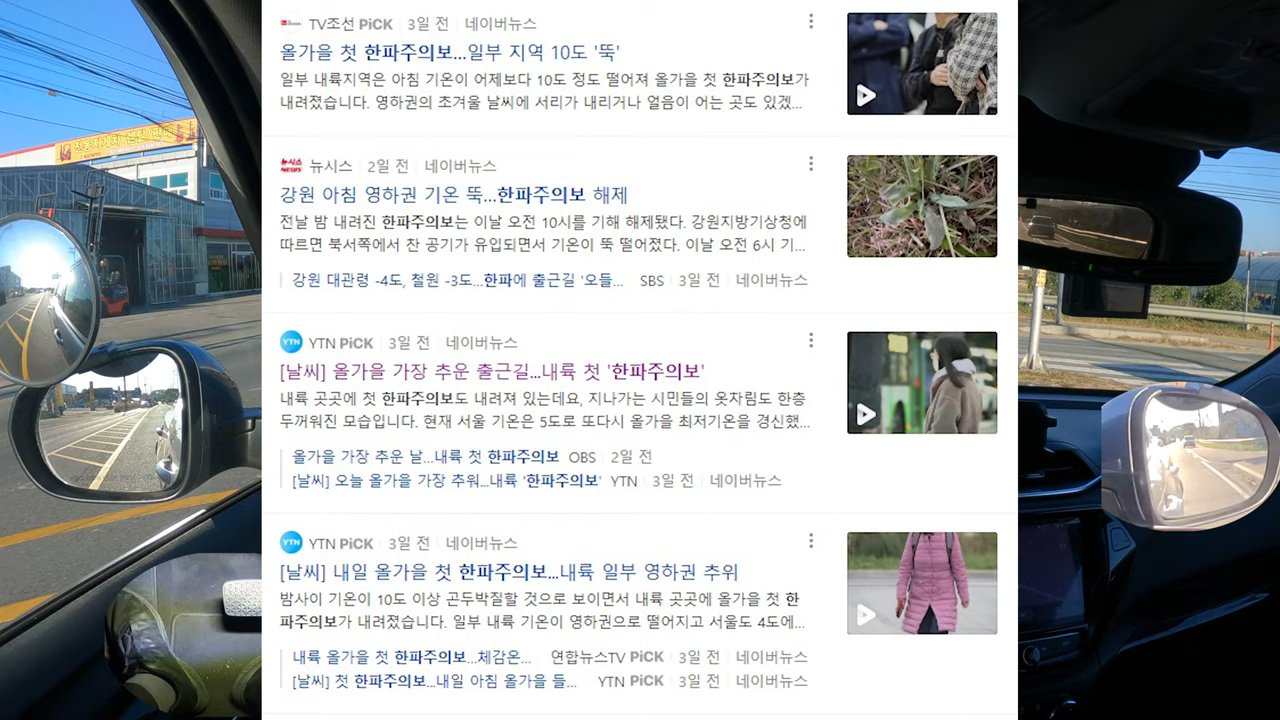 TV조선 PiCK 3일 전 네이버뉴스
올가을 첫 한파주의보...일부 지역 10도 '뚝'
일부 내륙지역은 아침 기온이 어제보다 10도 정도 떨어져 올가을 첫 한파주의보가
내려졌습니다. 영하권의 초겨울 날씨에 서리가 내리거나 얼음이 어는 곳도 있겠...
뉴시스 NEWSIS 뉴시스 2일 전 네이버뉴스
강원 아침 영하권 기온 뚝...한파주의보 해제
전날 밤 내려진 한파주의보는 이날 오전 10시를 기해 해제됐다. 강원지방기상청에
따르면 북서쪽에서 찬 공기가 유입되면서 기온이 뚝 떨어졌다. 이날 오전 6시 기...
강원 대관령 -4도, 철원 -3도...한파에 출근길 '오들... SBS 3일 전 네이버뉴스
YTN YTN PiCK 3일 전 네이버뉴스
[날씨] 올가을 가장 추운 출근길...내륙 첫 '한파주의보'
내륙 곳곳에 첫 한파주의보도 내려져 있는데요, 지나가는 시민들의 옷차림도 한층
두꺼워진 모습입니다. 현재 서울 기온은 5도로 또다시 올가을 최저기온을 경신했...
올가을 가장 추운 날...내륙 첫 한파주의보 OBS 2일 전
[날씨] 오늘 올가을 가장 추워...내륙 '한파주의보' YTN 3일 전 네이버뉴스
YTN YTN PiCK 3일 전 네이버뉴스
[날씨] 내일 올가을 첫 한파주의보...내륙 일부 영하권 추위
밤사이 기온이 10도 이상 곤두박질할 것으로 보이면서 내륙 곳곳에 올가을 첫 한
파주의보가 내려졌습니다. 일부 내륙 기온이 영하권으로 떨어지고 서울도 4도에...
내륙 올가을 첫 한파주의보...체감온... 연합뉴스TV PiCK 3일 전 네이버뉴스
[날씨] 첫 한파주의보...내일 아침 올가을 들... YTN PiCK 3일 전 네이버뉴스